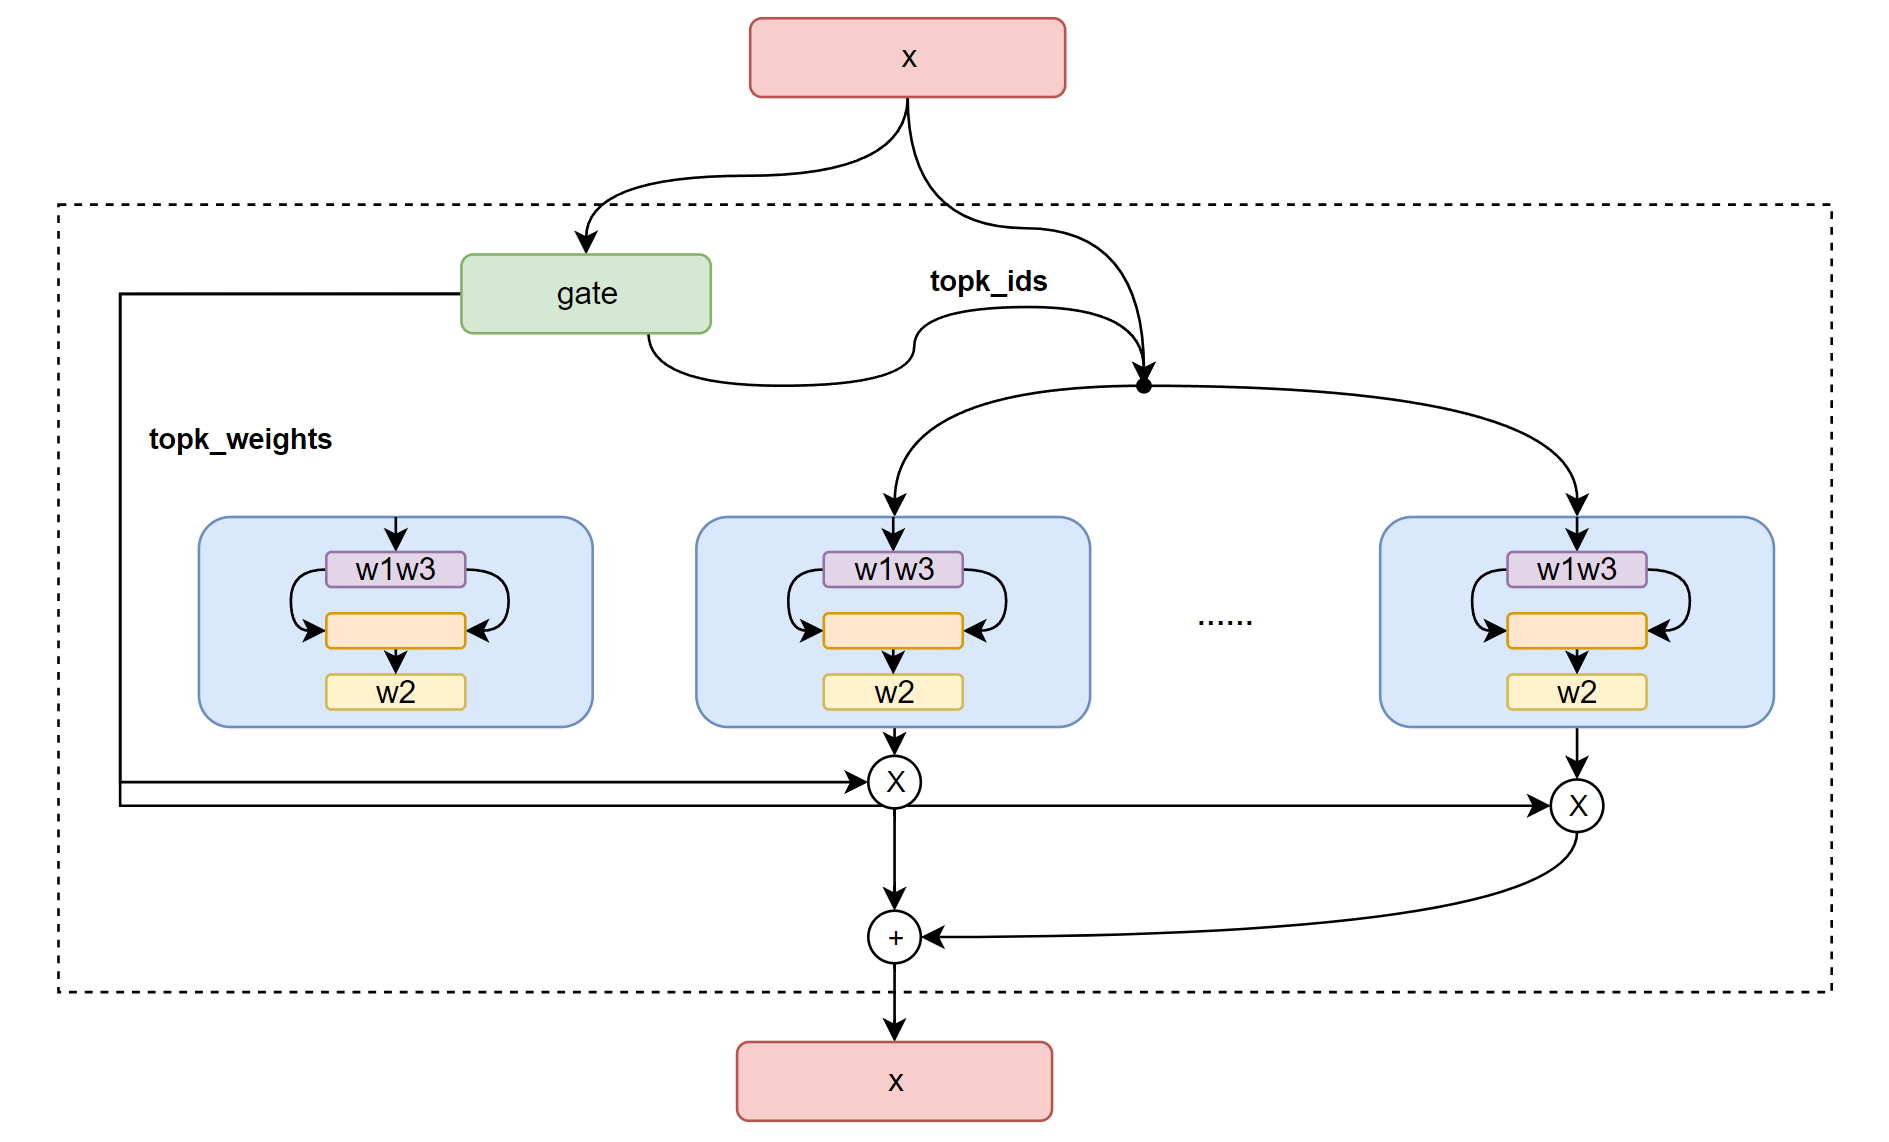 x
gate
topk_ids
topk_weights
w1w3
w2
w1w3
w2
......
w1w3
w2
X
X
+
x